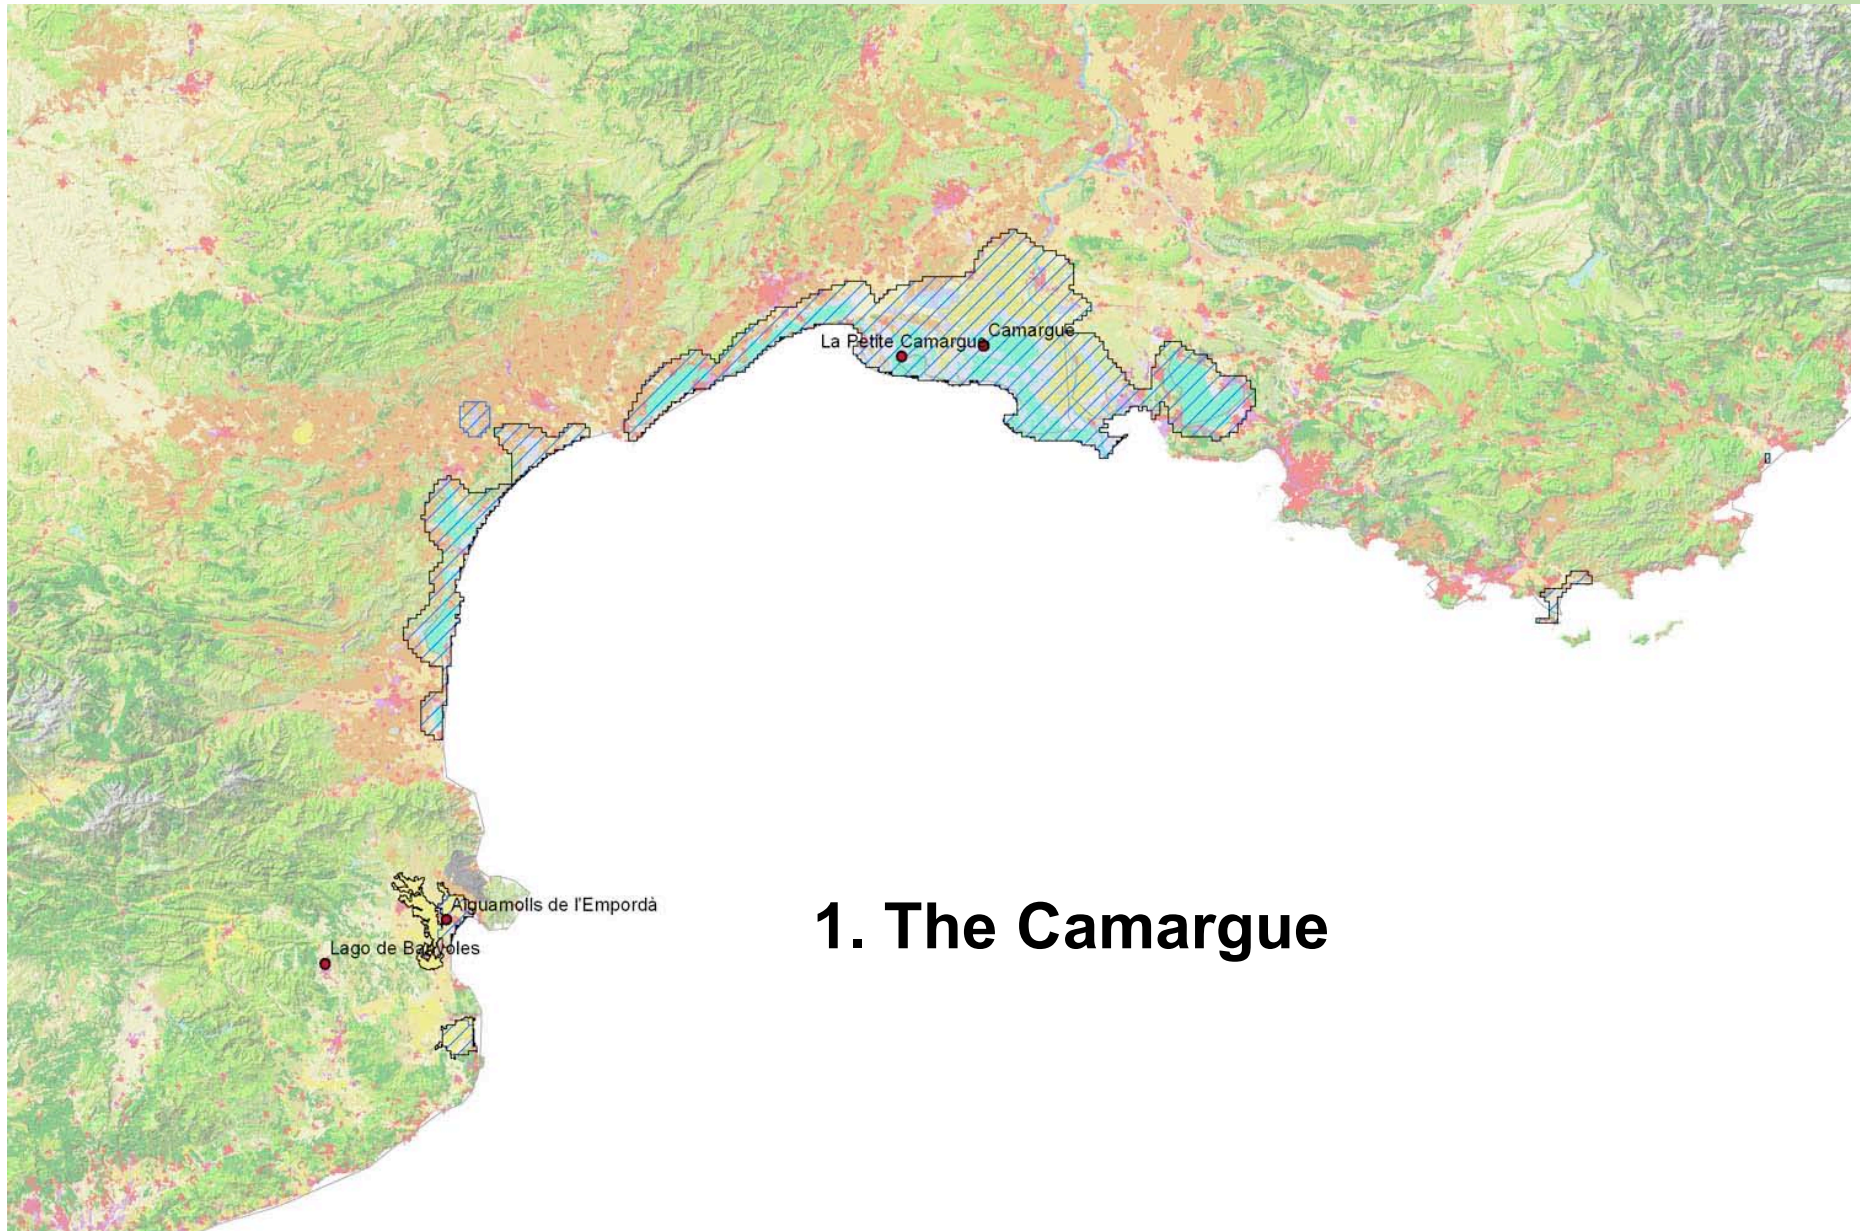 La Petite Camargue
Camargue
Aiguamolls de l'Empordà
Lago de Banyoles
1. The Camargue